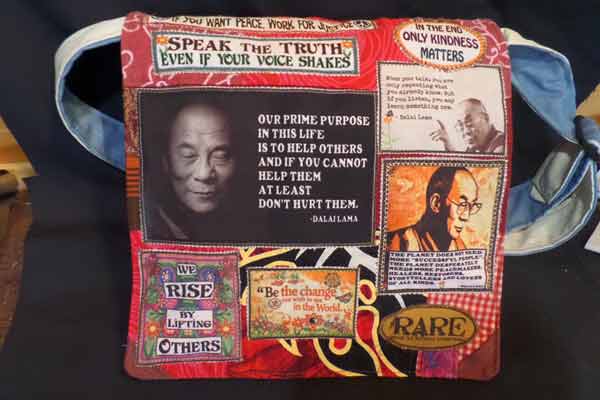 IF YOU WANT PEACE, WORK FOR JUSTICE
SPEAK THE TRUTH
EVEN IF YOUR VOICE SHAKES
IN THE END
ONLY KINDNESS
MATTERS
When you talk, you are
only repeating what
you already know. But
if you listen, you may
learn something new.
- Dalai Lama
OUR PRIME PURPOSE
IN THIS LIFE
IS TO HELP OTHERS
AND IF YOU CANNOT
HELP THEM
AT LEAST
DON'T HURT THEM.
-DALAI LAMA
THE PLANET DOES NOT NEED
MORE "SUCCESSFUL PEOPLE".
THE PLANET DESPERATELY
NEEDS MORE PEACEMAKERS,
HEALERS, RESTORERS,
STORYTELLERS AND LOVERS
OF ALL KINDS.
WE
RISE
BY
LIFTING
OTHERS
"Be the change
you wish to see
in the World.
RARE